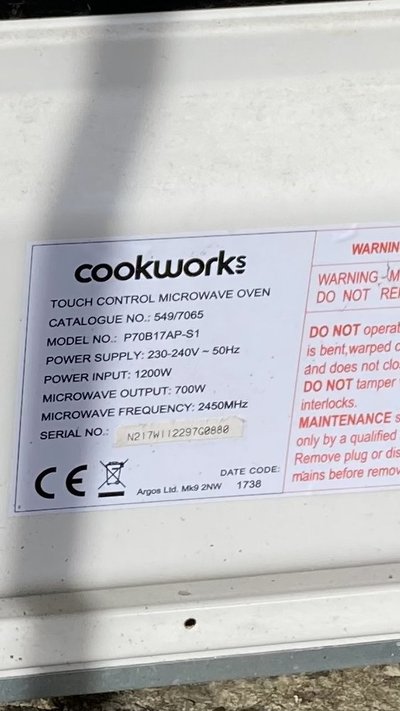 cookworks
TOUCH CONTROL MICROWAVE OVEN
CATALOGUE NO.: 549/7065
MODEL NO.: P70B17AP-S1
POWER SUPPLY: 230-240V ~ 50Hz
POWER INPUT: 1200W
MICROWAVE OUTPUT: 700W
MICROWAVE FREQUENCY: 2450MHz
SERIAL NO.: N217W112297G0880
CE
Argos Ltd. Mk9 2NW
DATE CODE:
1738
WARNIN
WARNING-M
DO NOT RE
DO NOT operat
is bent,warped o
and does not clo
DO NOT tamper
interlocks.
MAINTENANCE s
only by a qualified
Remove plug or dis
mains before remov